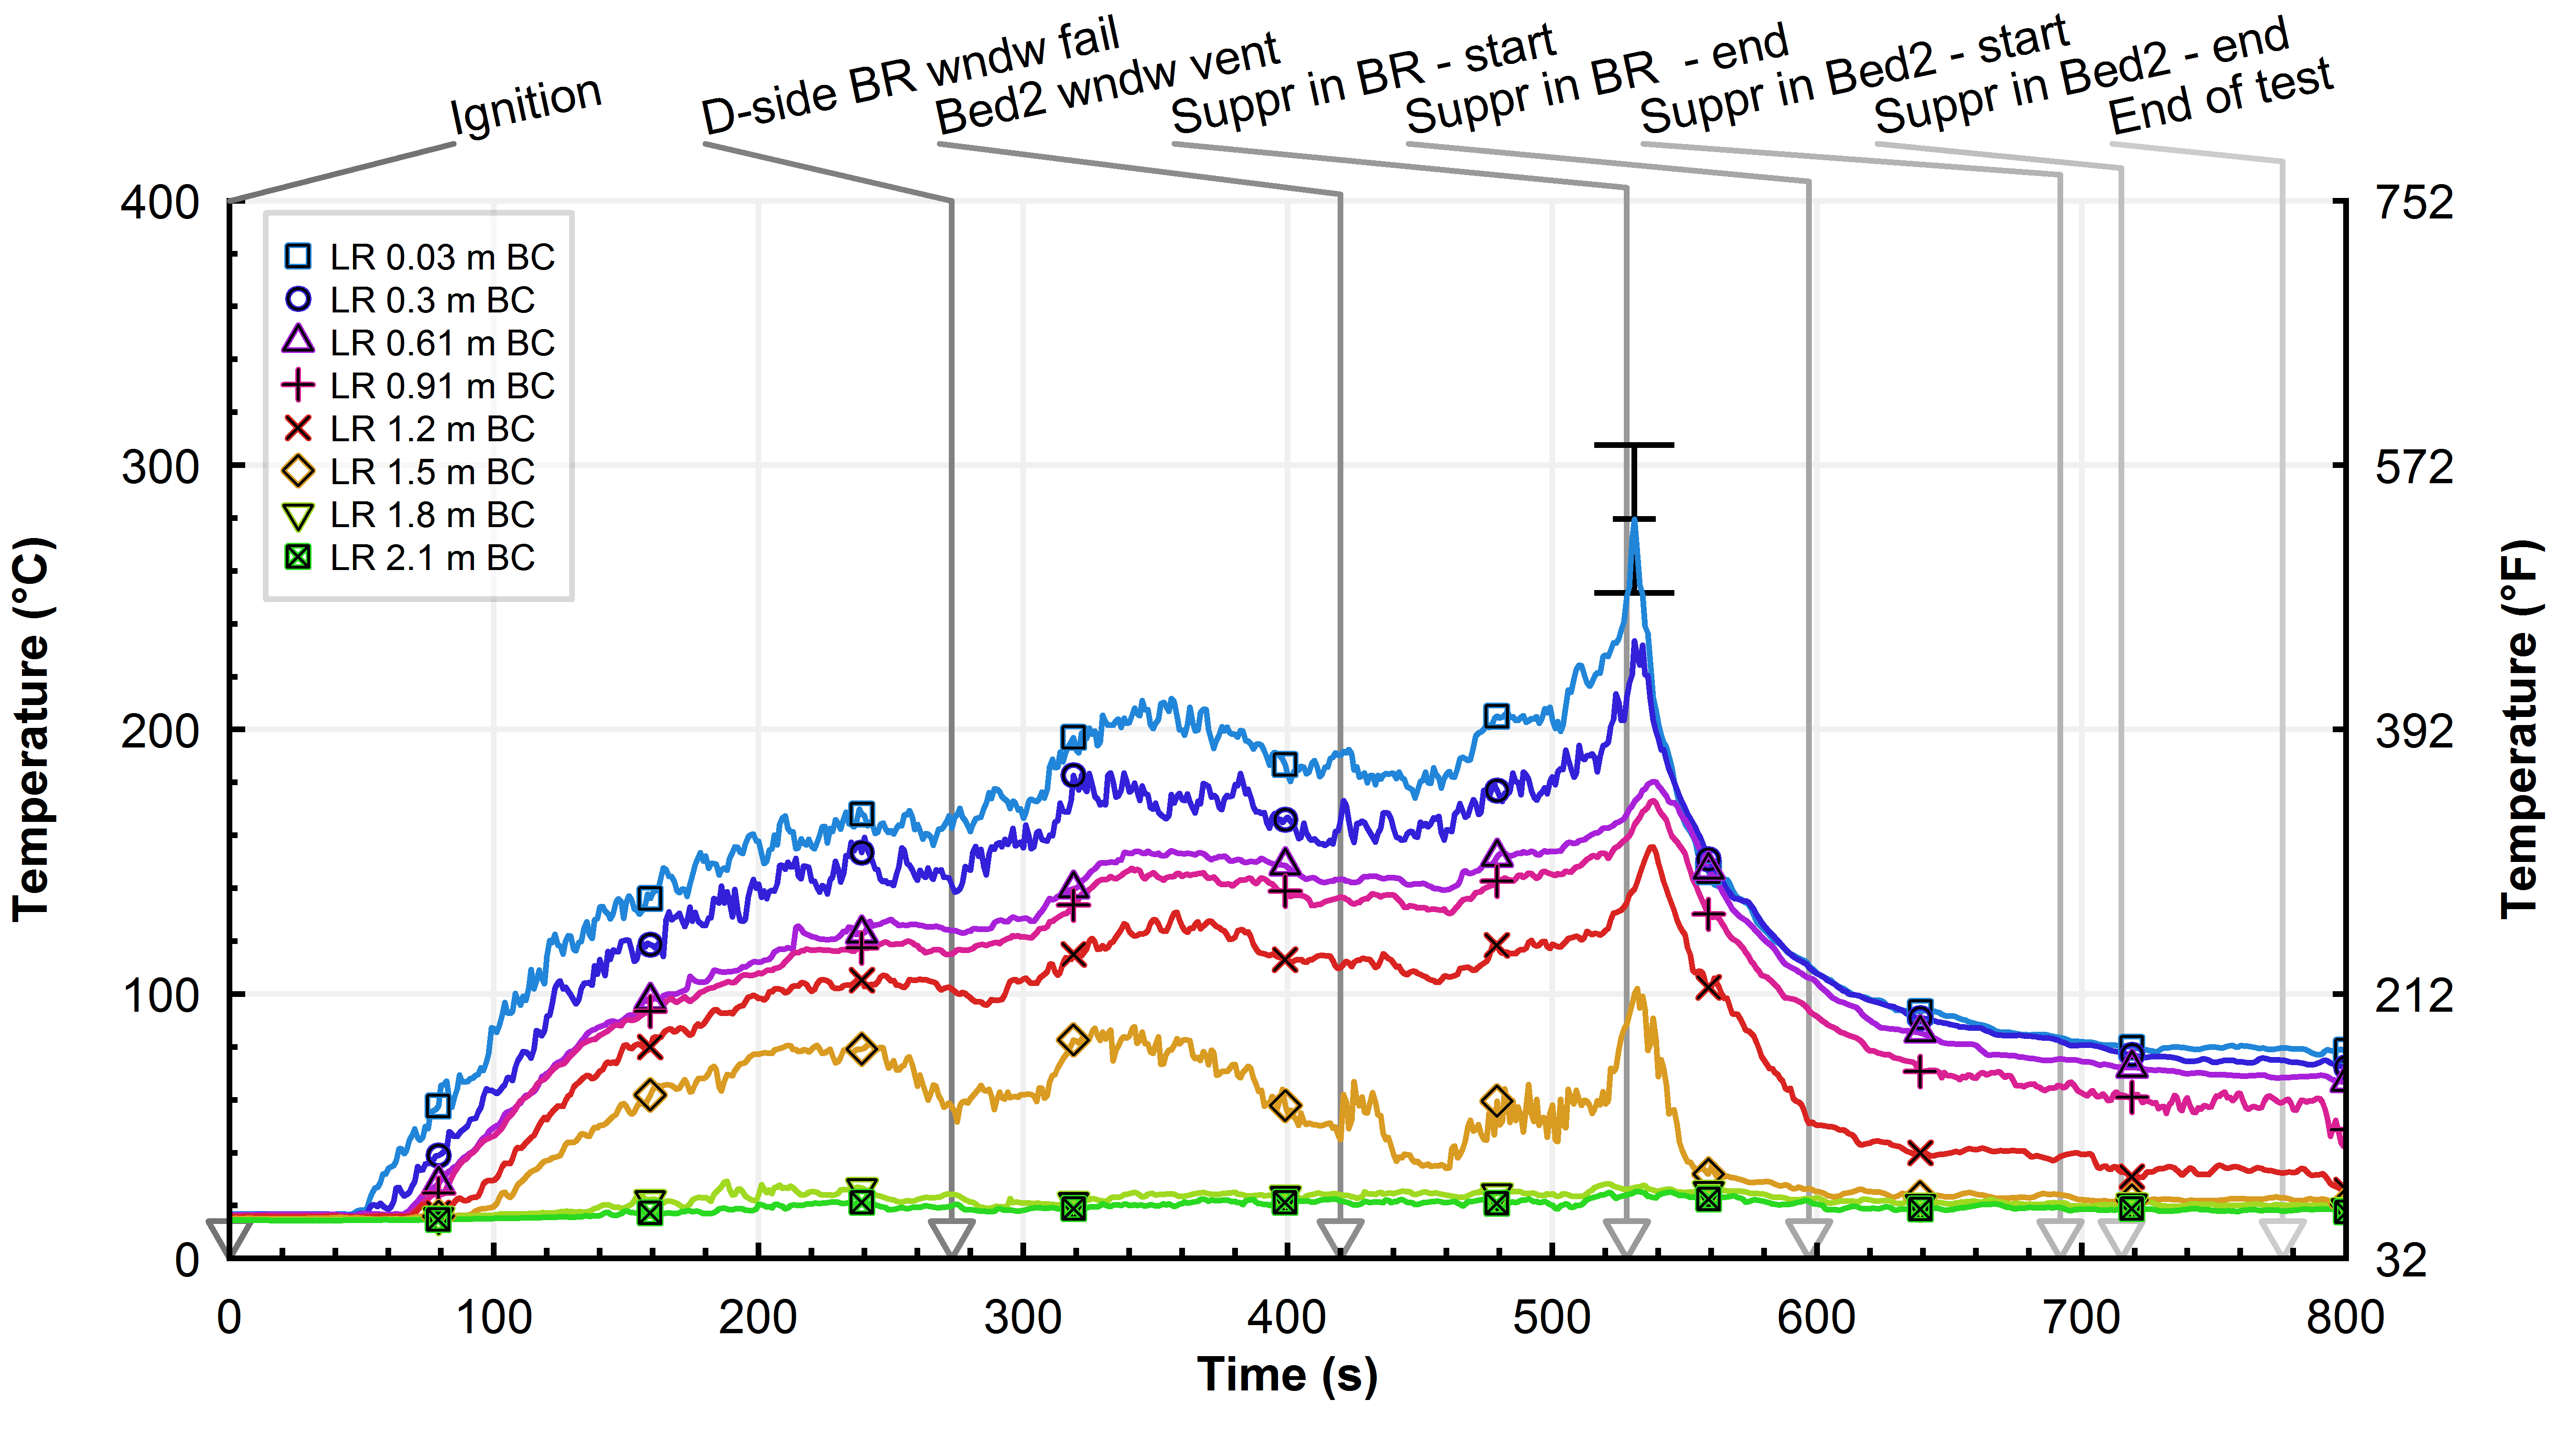 Ignition
D-side BR wndw fail
Bed2 wndw vent
Suppr in BR - start
Suppr in BR - end
Suppr in Bed2 - start
Suppr in Bed2 - end
End of test
400
300
200
100
0
Temperature (°C)
LR 0.03 m BC
LR 0.3 m BC
LR 0.61 m BC
LR 0.91 m BC
LR 1.2 m BC
LR 1.5 m BC
LR 1.8 m BC
LR 2.1 m BC
752
572
392
212
32
Temperature (°F)
0 100 200 300 400 500 600 700 800
Time (s)